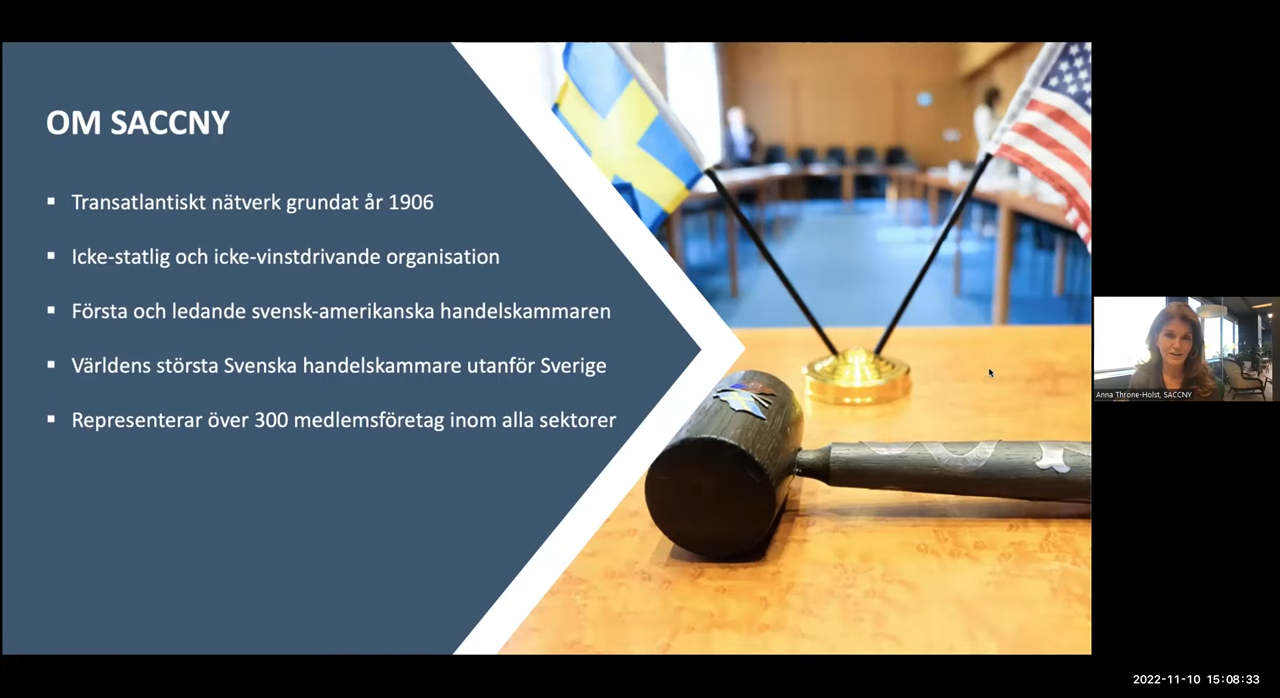 OM SACCNY
Transatlantiskt nätverk grundat år 1906
Icke-statlig och icke-vinstdrivande organisation
Första och ledande svensk-amerikanska handelskammaren
Världens största Svenska handelskammare utanför Sverige
Representerar över 300 medlemsföretag inom alla sektorer
Anna Throne-Holst, SACCNY
2022-11-10 15:08:33